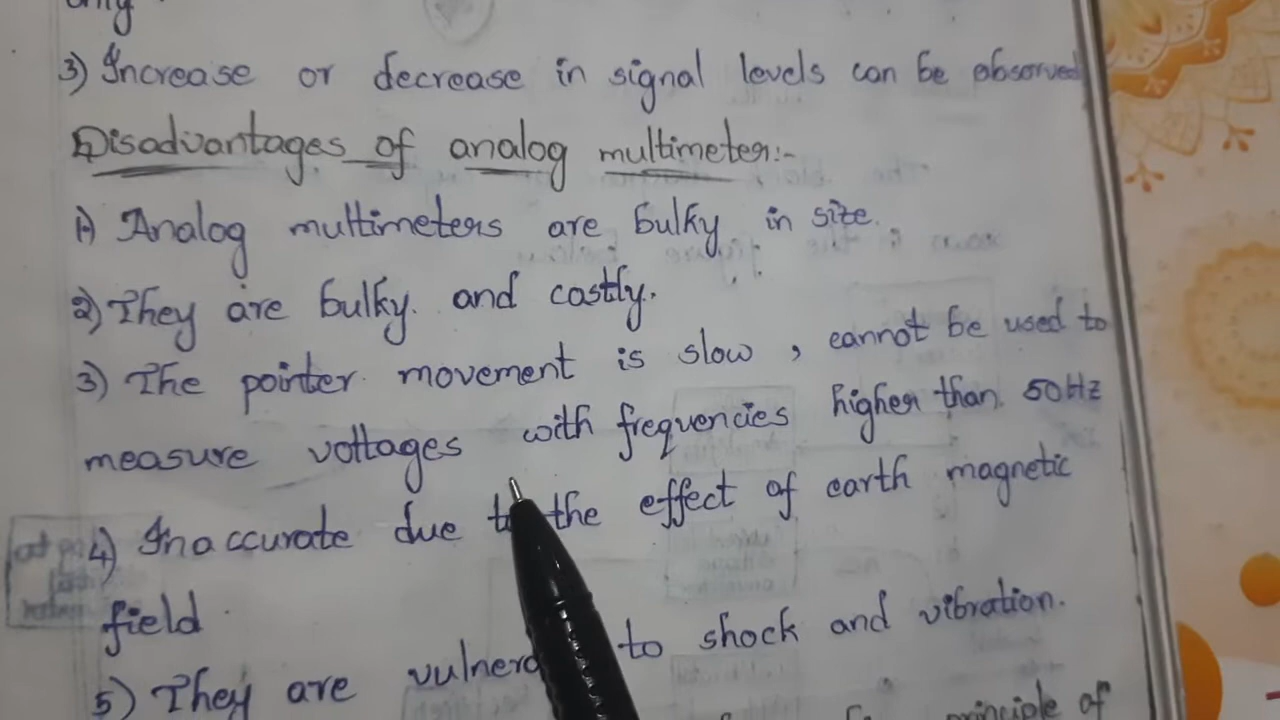 only
3) Increase or decrease in signal levels can be observed
Disadvantages of analog multimeter:-
1) Analog multimeters are bulky in size.
2) They are bulky. and costly.
3) The pointer movement is slow, cannot be used to
measure voltages with frequencies higher than 50Hz
4) Inaccurate due to the effect of earth magnetic
field.
5) They are to shock and vibration.
principle of